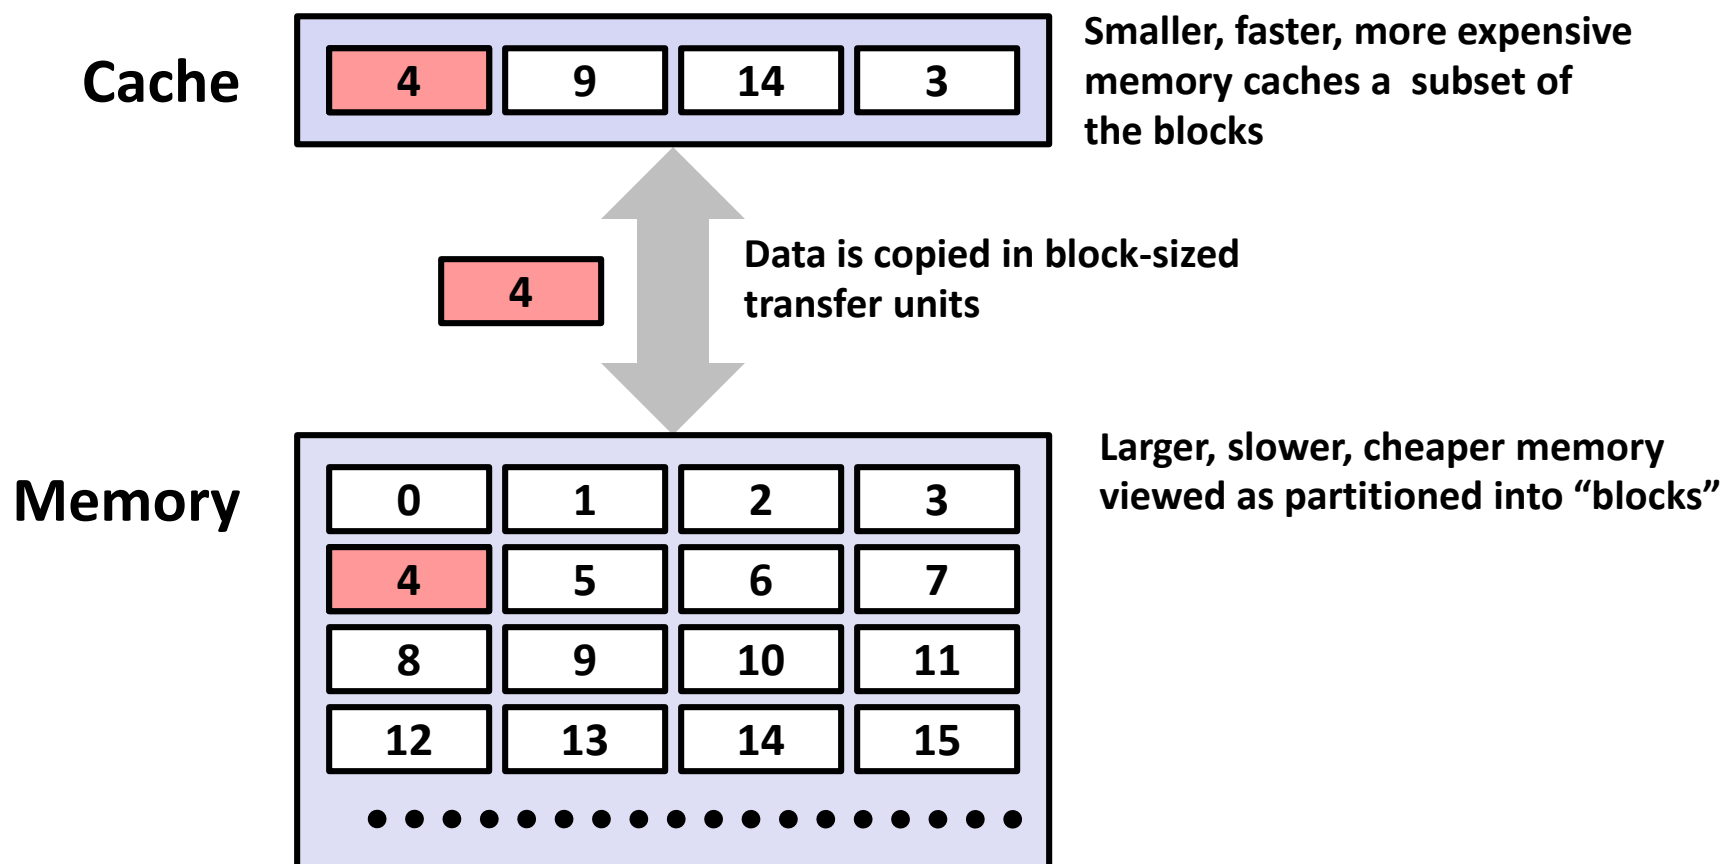 Cache
4 9 14 3
Smaller, faster, more expensive
memory caches a  subset of
the blocks
4
Data is copied in block-sized
transfer units
Memory
Larger, slower, cheaper memory
viewed as partitioned into “blocks”
0 1 2 3
4 5 6 7
8 9 10 11
12 13 14 15